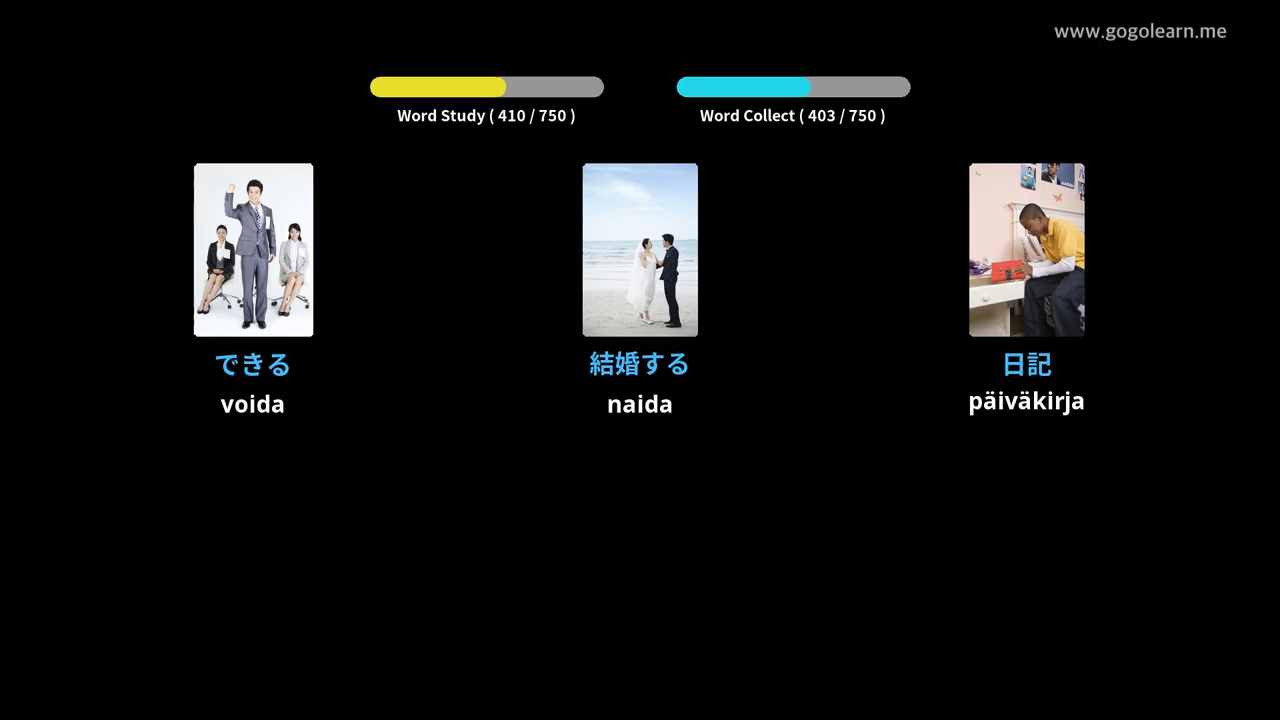 www.gogolearn.me
Word Study ( 410 / 750 )
Word Collect ( 403 / 750 )
できる
voida
結婚する
naida
日記
päiväkirja